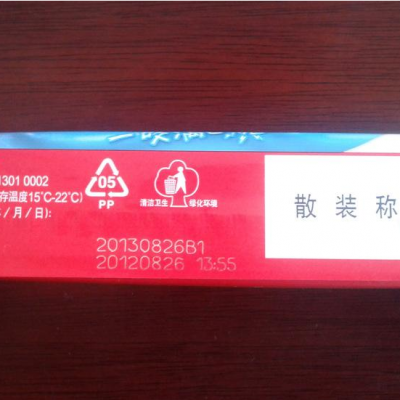 1301 0002
存温度15℃-22℃)
/月/日):
05
PP
清洁卫生 绿化环境
散装称
20130826B1
20120826 13:55